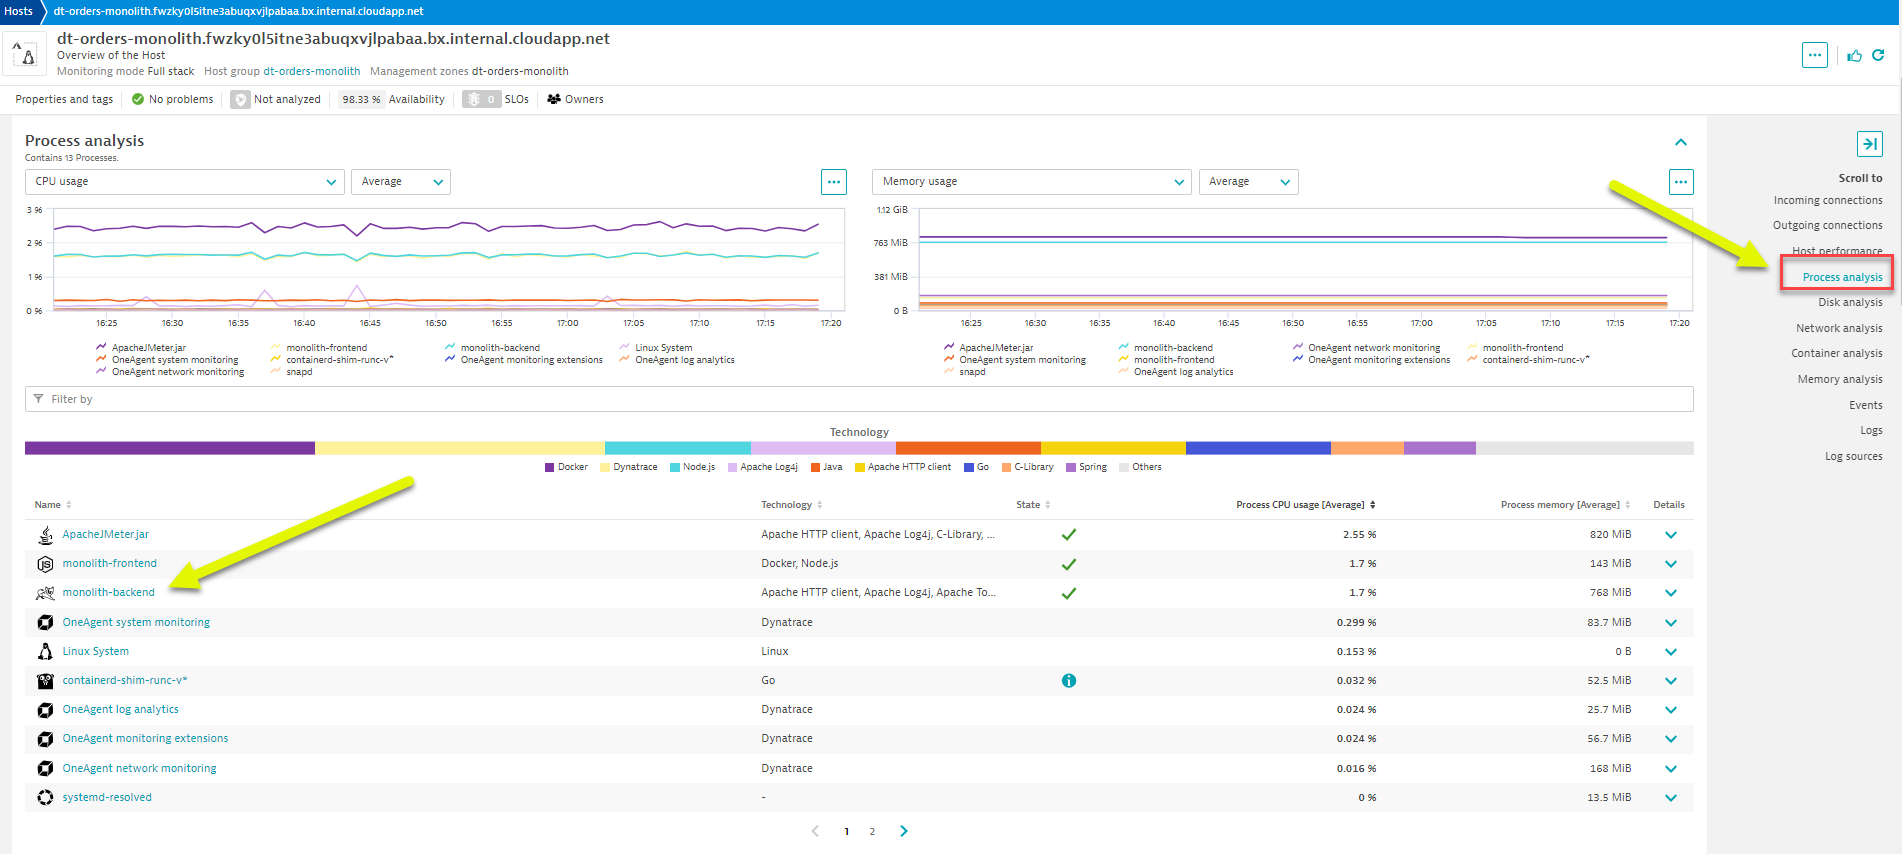 Hosts dt-orders-monolith.fwzky0l5itne3abuqxvjlpabaa.bx.internal.cloudapp.net
dt-orders-monolith.fwzky0l5itne3abuqxvjlpabaa.bx.internal.cloudapp.net
Overview of the Host
Monitoring mode Full stack Host group dt-orders-monolith Management zones dt-orders-monolith
Properties and tags No problems Not analyzed 98.33 % Availability 0 SLOs Owners
Process analysis
Contains 13 Processes.
CPU usage Average ... Memory usage Average ...
3 %
2 %
1 %
0 %
16:25 16:30 16:35 16:40 16:45 16:50 16:55 17:00 17:05 17:10 17:15 17:20
ApacheJMeter.jar monolith-frontend monolith-backend Linux System
OneAgent system monitoring containerd-shim-runc-v* OneAgent monitoring extensions OneAgent log analytics
OneAgent network monitoring snapd
1.12 GiB
763 MiB
381 MiB
0 B
16:25 16:30 16:35 16:40 16:45 16:50 16:55 17:00 17:05 17:10 17:15 17:20
ApacheJMeter.jar monolith-backend OneAgent network monitoring monolith-frontend
OneAgent system monitoring monolith-frontend OneAgent monitoring extensions containerd-shim-runc-v*
snapd OneAgent log analytics
Filter by
Technology
Docker Dynatrace Node.js Apache Log4j Java Apache HTTP client Go C-Library Spring Others
Name Technology State Process CPU usage [Average] Process memory [Average] Details
ApacheJMeter.jar Apache HTTP client, Apache Log4j, C-Library, ... 2.55 % 820 MiB
monolith-frontend Docker, Node.js 1.7 % 143 MiB
monolith-backend Apache HTTP client, Apache Log4j, Apache To... 1.7 % 768 MiB
OneAgent system monitoring Dynatrace 0.299 % 83.7 MiB
Linux System Linux 0.153 % 0 B
containerd-shim-runc-v* Go 0.032 % 52.5 MiB
OneAgent log analytics Dynatrace 0.024 % 25.7 MiB
OneAgent monitoring extensions Dynatrace 0.024 % 56.7 MiB
OneAgent network monitoring Dynatrace 0.016 % 168 MiB
systemd-resolved - 0 % 13.5 MiB
1 2
Scroll to
Incoming connections
Outgoing connections
Host performance
Process analysis
Disk analysis
Network analysis
Container analysis
Memory analysis
Events
Logs
Log sources